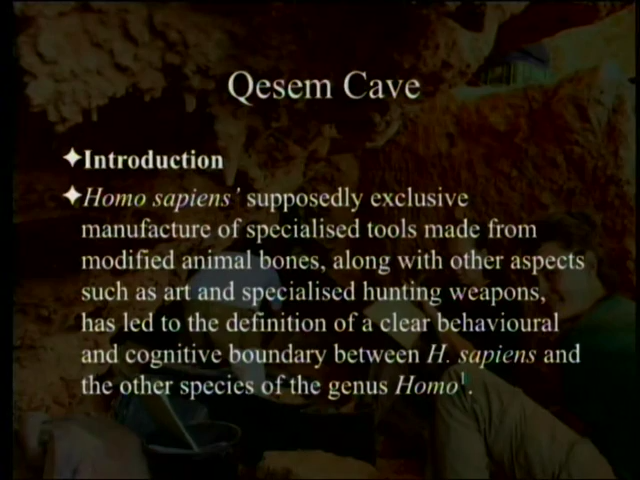 Qesem Cave
✦Introduction
✦Homo sapiens' supposedly exclusive
manufacture of specialised tools made from
modified animal bones, along with other aspects
such as art and specialised hunting weapons,
has led to the definition of a clear behavioural
and cognitive boundary between H. sapiens and
the other species of the genus Homo¹.